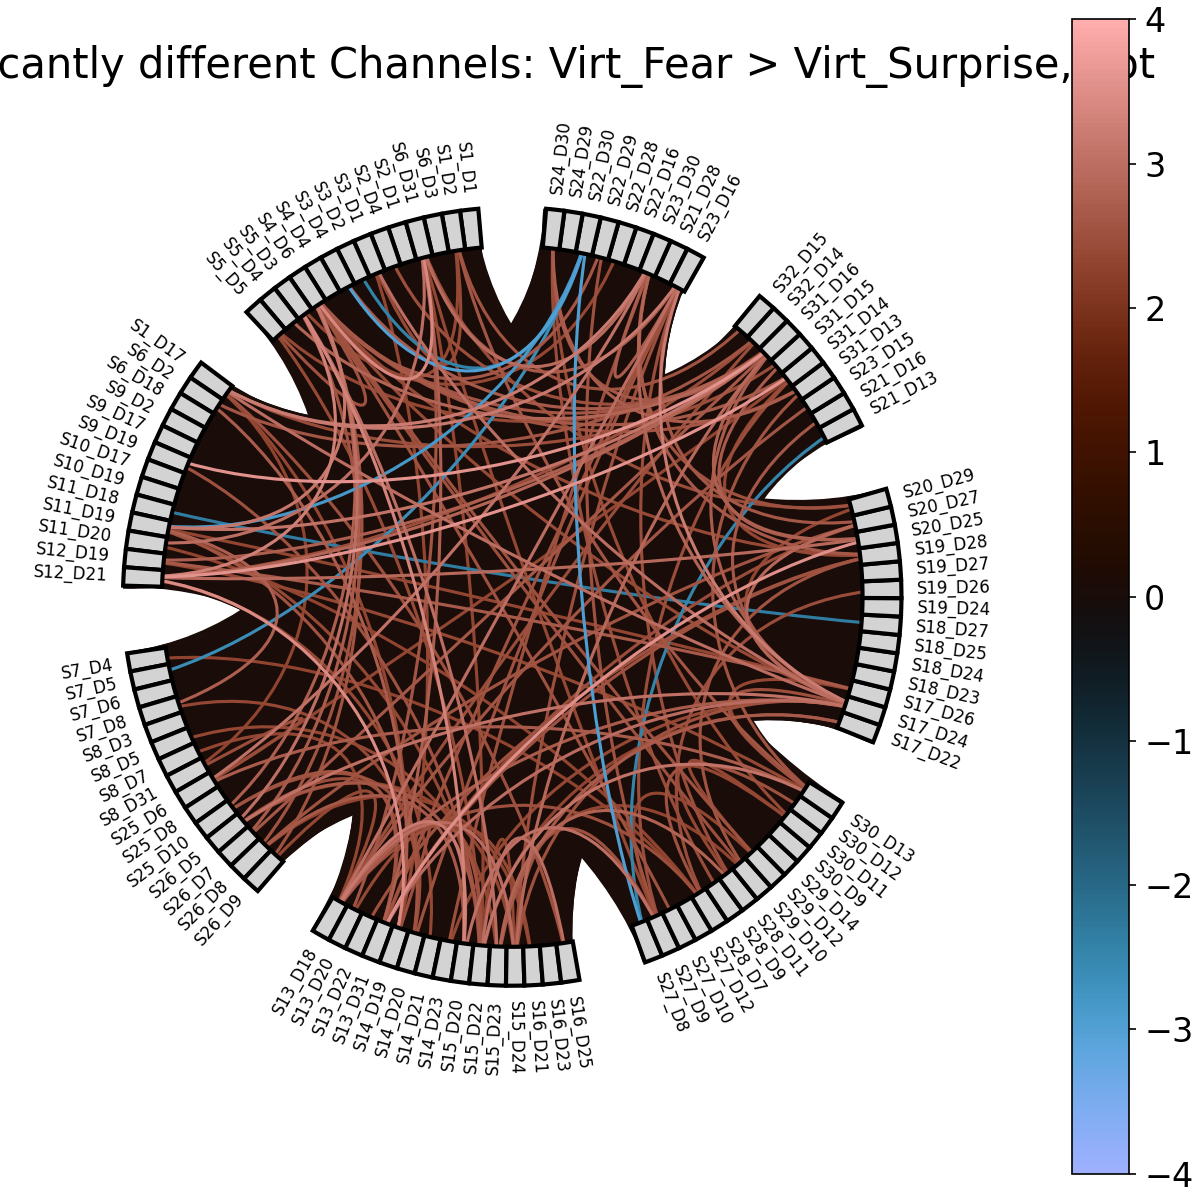 cantly different Channels: Virt_Fear > Virt_Surprise,
S24_D30
S24_D29
S22_D30
S22_D29
S22_D28
S22_D16
S23_D30
S21_D28
S23_D16
S32_D15
S32_D14
S31_D16
S31_D15
S31_D14
S31_D13
S23_D15
S21_D16
S21_D13
S20_D29
S20_D27
S20_D25
S19_D28
S19_D27
S19_D26
S19_D24
S18_D27
S18_D25
S18_D24
S18_D23
S17_D26
S17_D24
S17_D22
S30_D13
S30_D12
S30_D11
S30_D9
S29_D14
S29_D12
S29_D10
S28_D11
S28_D9
S28_D7
S27_D12
S27_D10
S27_D9
S27_D8
S16_D25
S16_D23
S16_D21
S15_D24
S15_D23
S15_D22
S15_D20
S14_D23
S14_D21
S14_D20
S14_D19
S13_D31
S13_D22
S13_D20
S13_D18
S26_D9
S26_D8
S26_D7
S26_D5
S25_D10
S25_D8
S25_D6
S8_D31
S8_D7
S8_D5
S8_D3
S7_D8
S7_D6
S7_D5
S7_D4
S12_D21
S12_D19
S11_D20
S11_D19
S11_D18
S10_D19
S10_D17
S9_D19
S9_D17
S9_D2
S6_D18
S6_D2
S1_D17
S5_D5
S5_D4
S5_D3
S4_D6
S4_D4
S3_D4
S3_D2
S3_D1
S2_D4
S2_D1
S6_D31
S6_D3
S1_D2
S1_D1
4
3
2
1
0
−1
−2
−3
−4